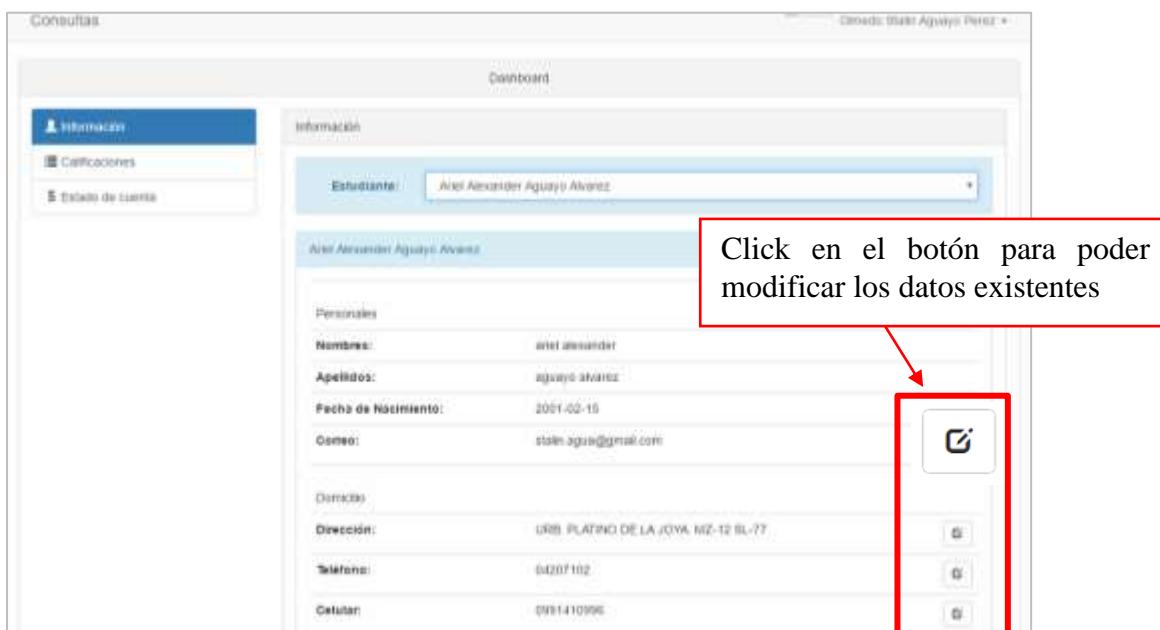 Consultas
Olmedo Stalin Aguayo Perez
Dashboard
Información
Calificaciones
$ Estado de cuenta
Información
Estudiante: Ariel Alexander Aguayo Alvarez
Ariel Alexander Aguayo Alvarez
Click en el botón para poder
modificar los datos existentes
Personales
Nombres: ariel alexander
Apellidos: aguayo alvarez
Fecha de Nacimiento: 2001-02-15
Correo: stalin.agua@gmail.com
Domicilio
Dirección: URB. PLATINO DE LA JOYA. MZ-12 SL-77
Teléfono: 04207102
Celular: 0991410996